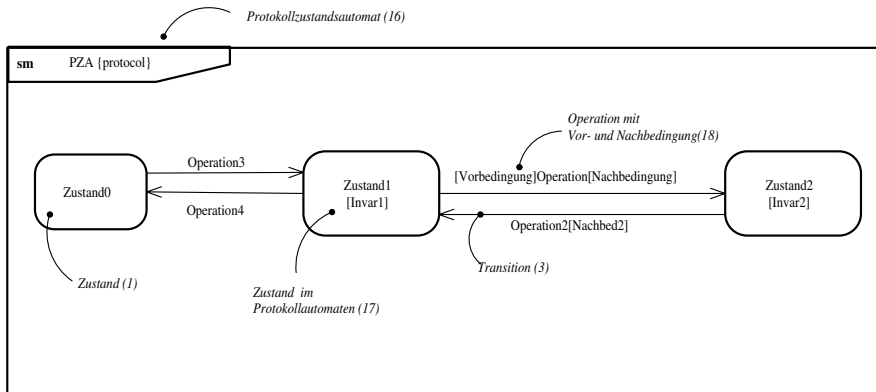 Protokollzustandsautomat (16)
sm PZA {protocol}
Operation mit
Vor- und Nachbedingung(18)
Operation3
[Vorbedingung]Operation[Nachbedingung]
Zustand0
Zustand1
[Invar1]
Zustand2
[Invar2]
Operation4
Operation2[Nachbed2]
Zustand (1)
Zustand im
Protokollautomaten (17)
Transition (3)